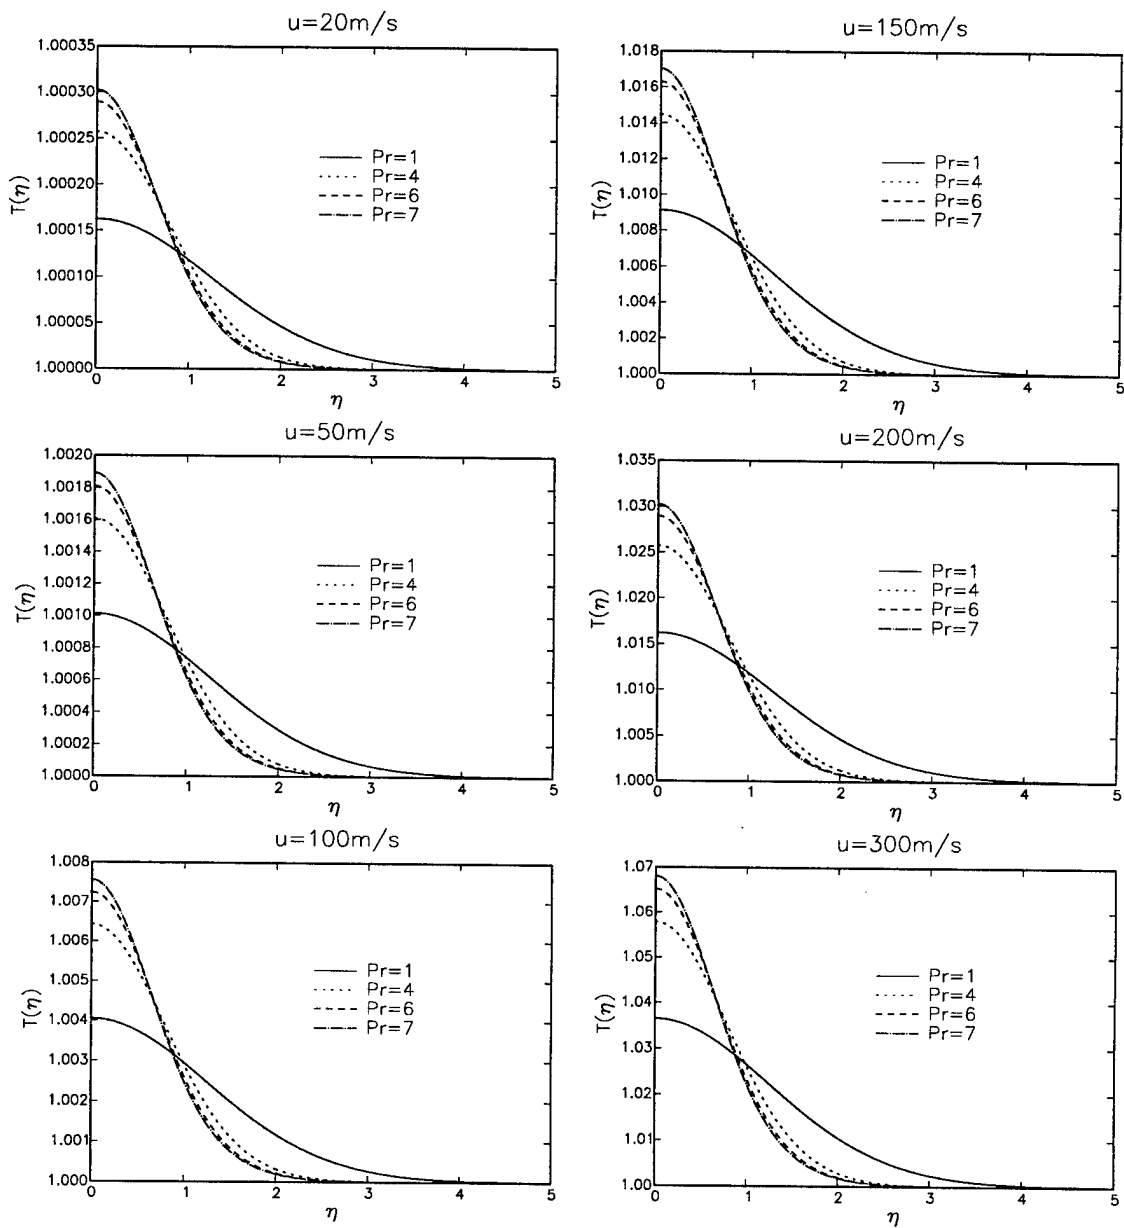 u=20m/s
1.00035
1.00030
1.00025
1.00020
1.00015
1.00010
1.00005
1.00000
T(η)
Pr=1
Pr=4
Pr=6
Pr=7
0 1 2 3 4 5
η
u=150m/s
1.018
1.016
1.014
1.012
1.010
1.008
1.006
1.004
1.002
1.000
T(η)
Pr=1
Pr=4
Pr=6
Pr=7
0 1 2 3 4 5
η
u=50m/s
1.0020
1.0018
1.0016
1.0014
1.0012
1.0010
1.0008
1.0006
1.0004
1.0002
1.0000
T(η)
Pr=1
Pr=4
Pr=6
Pr=7
0 1 2 3 4 5
η
u=200m/s
1.035
1.030
1.025
1.020
1.015
1.010
1.005
1.000
T(η)
Pr=1
Pr=4
Pr=6
Pr=7
0 1 2 3 4 5
η
u=100m/s
1.008
1.007
1.006
1.005
1.004
1.003
1.002
1.001
1.000
T(η)
Pr=1
Pr=4
Pr=6
Pr=7
0 1 2 3 4 5
η
u=300m/s
1.07
1.06
1.05
1.04
1.03
1.02
1.01
1.00
T(η)
Pr=1
Pr=4
Pr=6
Pr=7
0 1 2 3 4 5
η